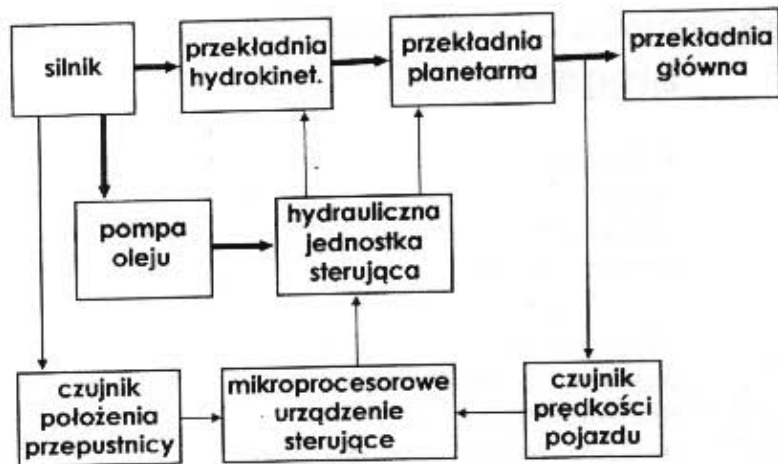 silnik
przekładnia
hydrokinet.
przekładnia
planetarna
przekładnia
główna
pompa
oleju
hydrauliczna
jednostka
sterująca
czujnik
położenia
przepustnicy
mikroprocesorowe
urządzenie
sterujące
czujnik
prędkości
pojazdu